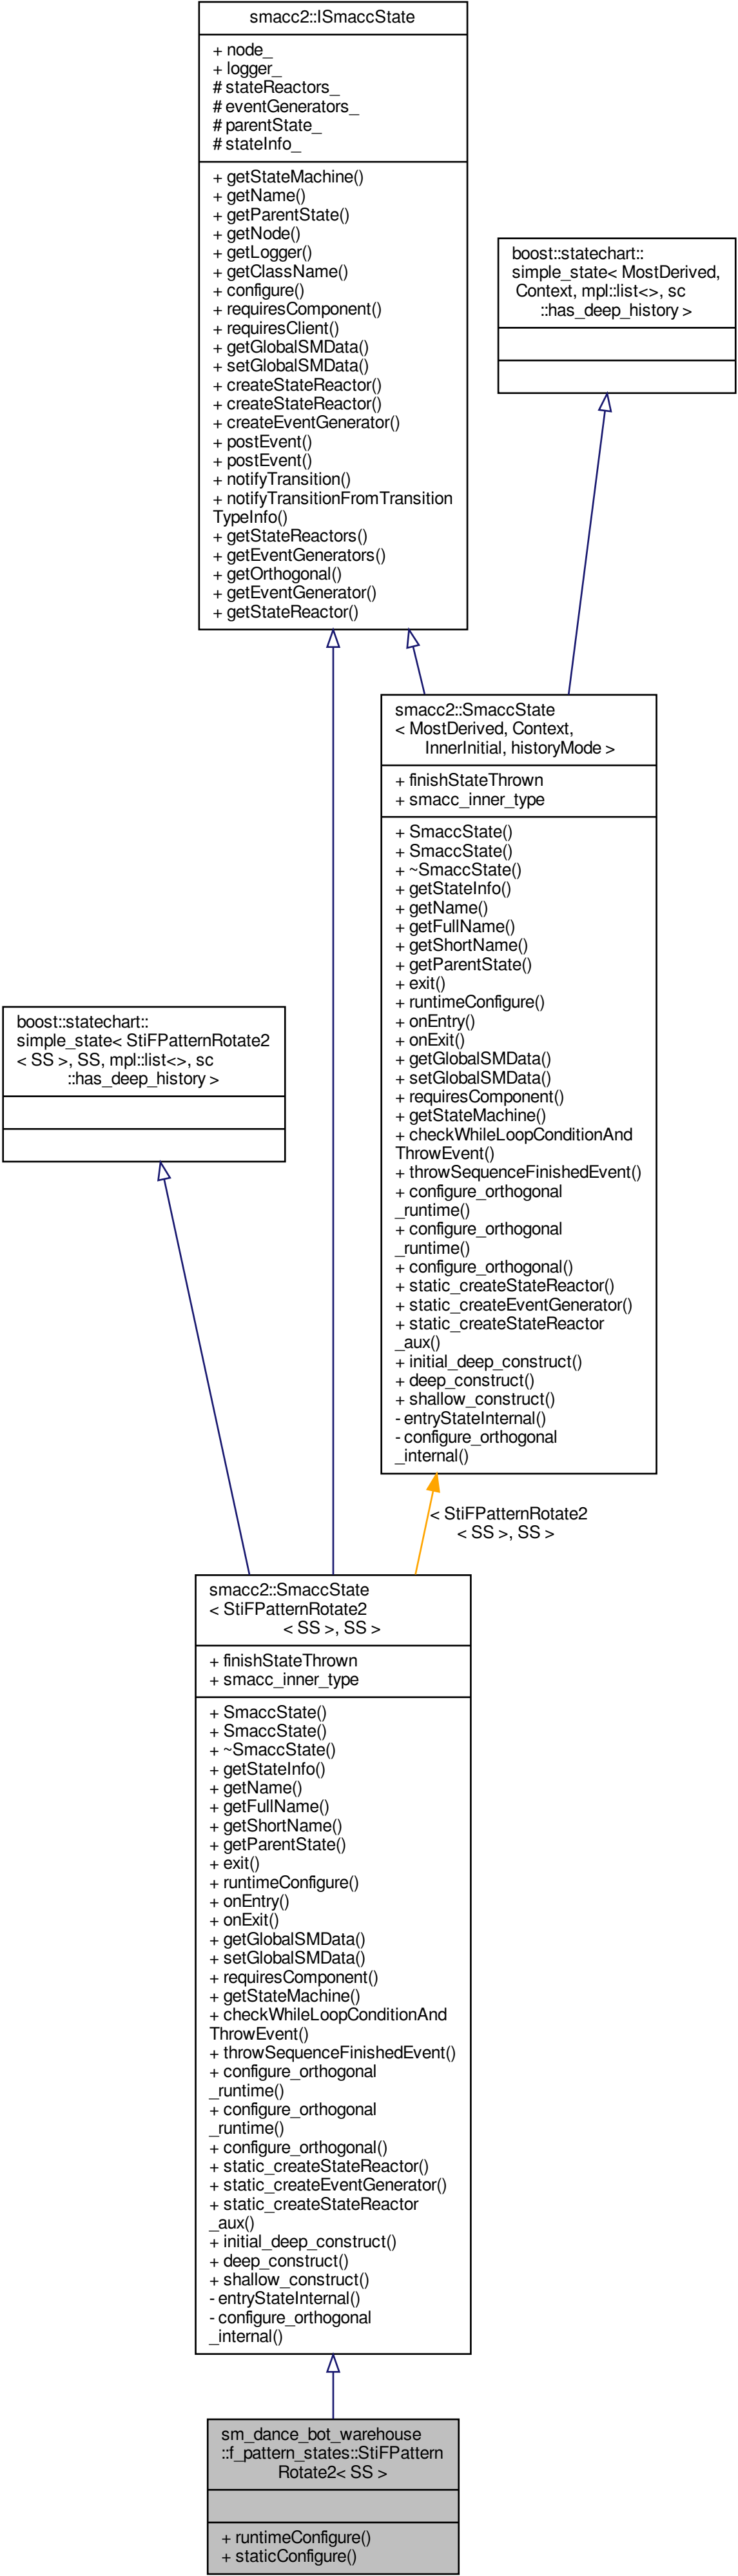 smacc2::ISmaccState
+ node_
+ logger_
# stateReactors_
# eventGenerators_
# parentState_
# stateInfo_
+ getStateMachine()
+ getName()
+ getParentState()
+ getNode()
+ getLogger()
+ getClassName()
+ configure()
+ requiresComponent()
+ requiresClient()
+ getGlobalSMData()
+ setGlobalSMData()
+ createStateReactor()
+ createStateReactor()
+ createEventGenerator()
+ postEvent()
+ postEvent()
+ notifyTransition()
+ notifyTransitionFromTransition
TypeInfo()
+ getStateReactors()
+ getEventGenerators()
+ getOrthogonal()
+ getEventGenerator()
+ getStateReactor()
boost::statechart::
simple_state< MostDerived,
Context, mpl::list<>, sc
::has_deep_history >
smacc2::SmaccState
< MostDerived, Context,
InnerInitial, historyMode >
+ finishStateThrown
+ smacc_inner_type
+ SmaccState()
+ SmaccState()
+ ~SmaccState()
+ getStateInfo()
+ getName()
+ getFullName()
+ getShortName()
+ getParentState()
+ exit()
+ runtimeConfigure()
+ onEntry()
+ onExit()
+ getGlobalSMData()
+ setGlobalSMData()
+ requiresComponent()
+ getStateMachine()
+ checkWhileLoopConditionAnd
ThrowEvent()
+ throwSequenceFinishedEvent()
+ configure_orthogonal
_runtime()
+ configure_orthogonal
_runtime()
+ configure_orthogonal()
+ static_createStateReactor()
+ static_createEventGenerator()
+ static_createStateReactor
_aux()
+ initial_deep_construct()
+ deep_construct()
+ shallow_construct()
- entryStateInternal()
- configure_orthogonal
_internal()
boost::statechart::
simple_state< StiFPatternRotate2
< SS >, SS, mpl::list<>, sc
::has_deep_history >
< StiFPatternRotate2
< SS >, SS >
smacc2::SmaccState
< StiFPatternRotate2
< SS >, SS >
+ finishStateThrown
+ smacc_inner_type
+ SmaccState()
+ SmaccState()
+ ~SmaccState()
+ getStateInfo()
+ getName()
+ getFullName()
+ getShortName()
+ getParentState()
+ exit()
+ runtimeConfigure()
+ onEntry()
+ onExit()
+ getGlobalSMData()
+ setGlobalSMData()
+ requiresComponent()
+ getStateMachine()
+ checkWhileLoopConditionAnd
ThrowEvent()
+ throwSequenceFinishedEvent()
+ configure_orthogonal
_runtime()
+ configure_orthogonal
_runtime()
+ configure_orthogonal()
+ static_createStateReactor()
+ static_createEventGenerator()
+ static_createStateReactor
_aux()
+ initial_deep_construct()
+ deep_construct()
+ shallow_construct()
- entryStateInternal()
- configure_orthogonal
_internal()
sm_dance_bot_warehouse
::f_pattern_states::StiFPattern
Rotate2< SS >
+ runtimeConfigure()
+ staticConfigure()